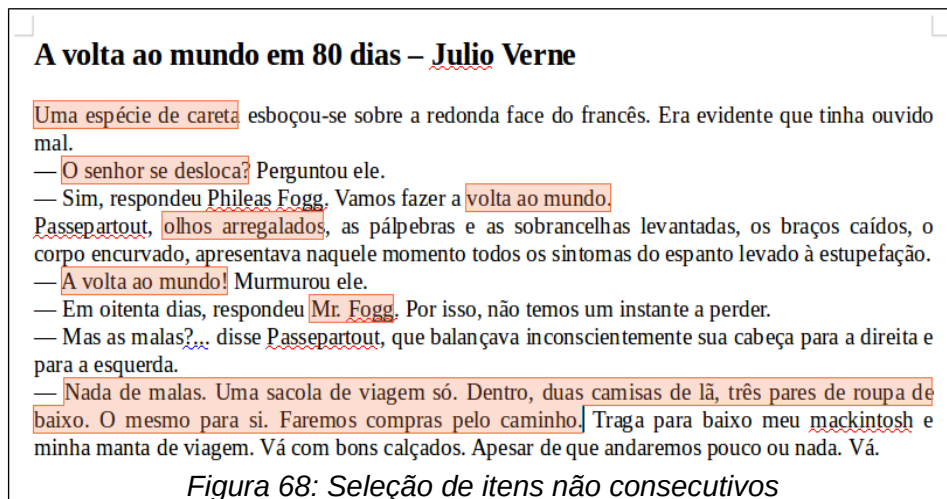 A volta ao mundo em 80 dias – Julio Verne
Uma espécie de careta esboçou-se sobre a redonda face do francês. Era evidente que tinha ouvido
mal.
— O senhor se desloca? Perguntou ele.
— Sim, respondeu Phileas Fogg. Vamos fazer a volta ao mundo.
Passepartout, olhos arregalados, as pálpebras e as sobrancelhas levantadas, os braços caídos, o
corpo encurvado, apresentava naquele momento todos os sintomas do espanto levado à estupefação.
— A volta ao mundo! Murmurou ele.
— Em oitenta dias, respondeu Mr. Fogg. Por isso, não temos um instante a perder.
— Mas as malas?... disse Passepartout, que balançava inconscientemente sua cabeça para a direita e
para a esquerda.
— Nada de malas. Uma sacola de viagem só. Dentro, duas camisas de lã, três pares de roupa de
baixo. O mesmo para si. Faremos compras pelo caminho. Traga para baixo meu mackintosh e
minha manta de viagem. Vá com bons calçados. Apesar de que andaremos pouco ou nada. Vá.
Figura 68: Seleção de itens não consecutivos